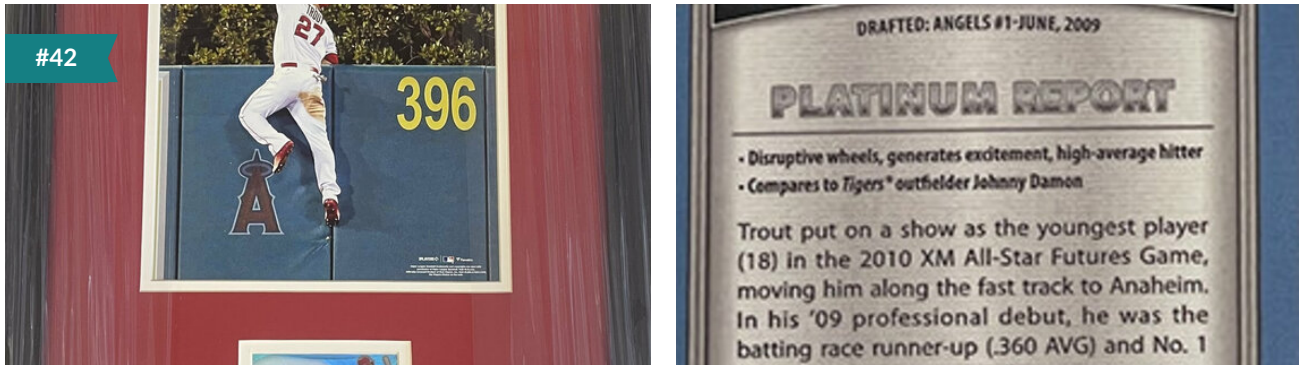 #42
TROUT
27
396
A
DRAFTED: ANGELS #1-JUNE, 2009
PLATINUM REPORT
• Disruptive wheels, generates excitement, high-average hitter
• Compares to Tigers® outfielder Johnny Damon
Trout put on a show as the youngest player
(18) in the 2010 XM All-Star Futures Game,
moving him along the fast track to Anaheim.
In his '09 professional debut, he was the
batting race runner-up (.360 AVG) and No. 1